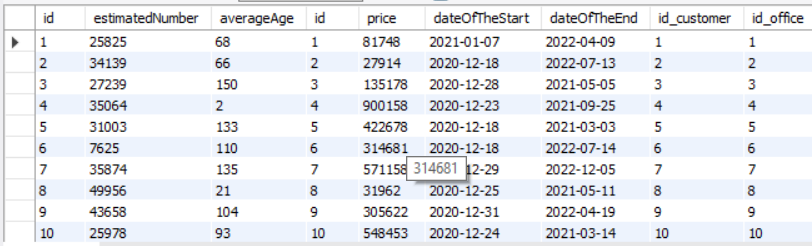 id estimatedNumber averageAge id price dateOfTheStart dateOfTheEnd id_customer id_office
1 25825 68 1 81748 2021-01-07 2022-04-09 1 1
2 34139 66 2 27914 2020-12-18 2022-07-13 2 2
3 27239 150 3 135178 2020-12-28 2021-05-05 3 3
4 35064 2 4 900158 2020-12-23 2021-09-25 4 4
5 31003 133 5 422678 2020-12-18 2021-03-03 5 5
6 7625 110 6 314681 2020-12-18 2022-07-14 6 6
7 35874 135 7 571158 314681 12-29 2022-12-05 7 7
8 49956 21 8 31962 2020-12-25 2021-05-11 8 8
9 43658 104 9 305622 2020-12-31 2022-04-19 9 9
10 25978 93 10 548453 2020-12-24 2021-03-14 10 10